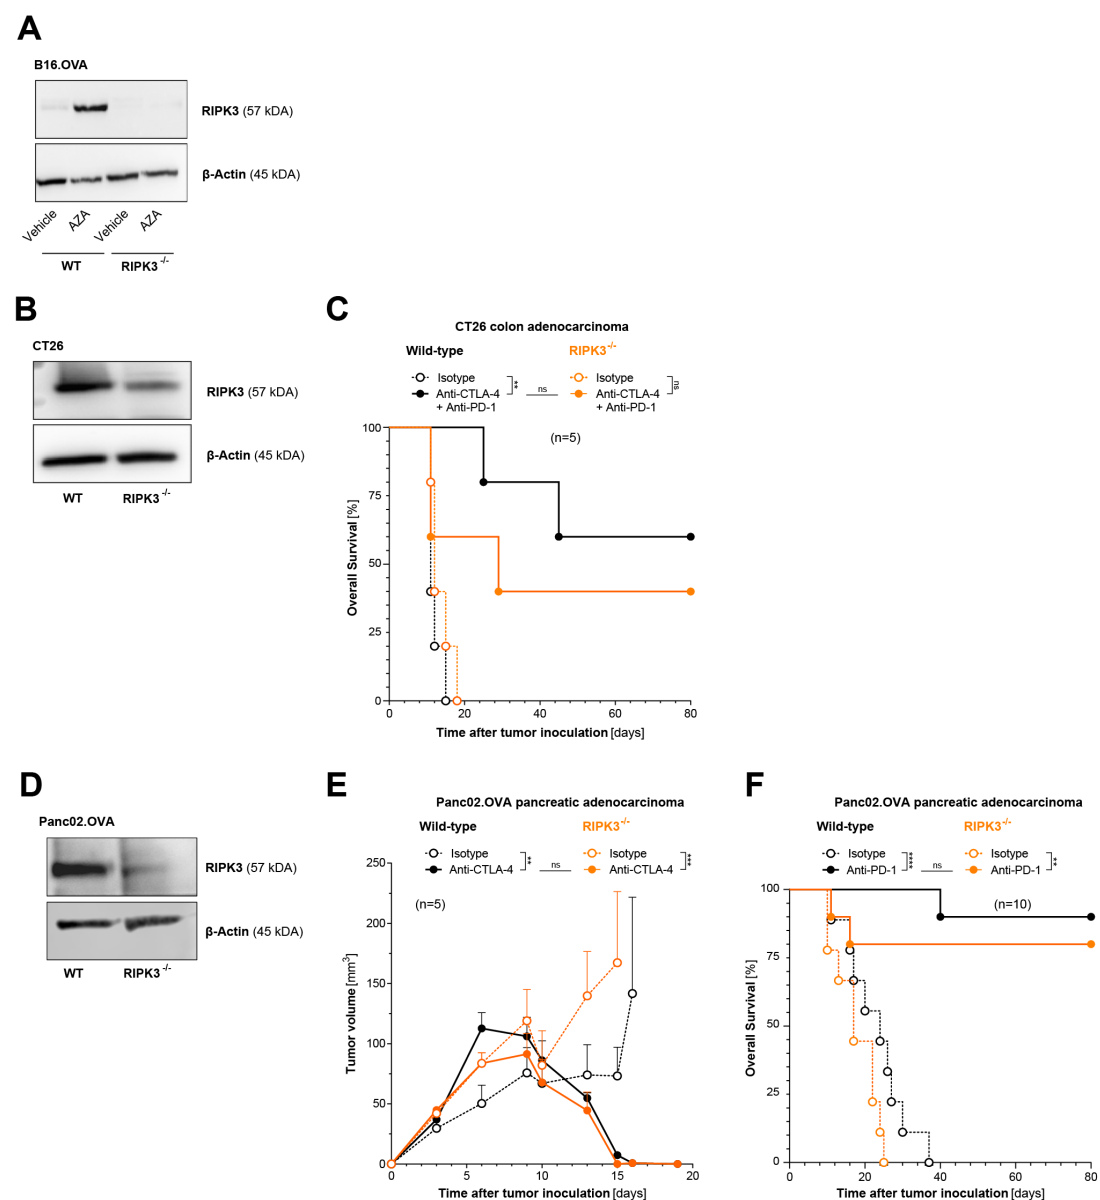 A
B16.OVA
RIPK3 (57 kDA)
β-Actin (45 kDA)
Vehicle AZA Vehicle AZA
WT RIPK3-/-
B
CT26
RIPK3 (57 kDA)
β-Actin (45 kDA)
WT RIPK3-/-
C
CT26 colon adenocarcinoma
Wild-type RIPK3-/-
Isotype Isotype
Anti-CTLA-4 ** ns Anti-CTLA-4 ns
+ Anti-PD-1 + Anti-PD-1
(n=5)
100
75
50
25
0
Overall Survival [%]
0 20 40 60 80
Time after tumor inoculation [days]
D
Panc02.OVA
RIPK3 (57 kDA)
β-Actin (45 kDA)
WT RIPK3-/-
E
Panc02.OVA pancreatic adenocarcinoma
Wild-type RIPK3-/-
Isotype Isotype
Anti-CTLA-4 ** ns Anti-CTLA-4 ***
(n=5)
250
200
150
100
50
0
Tumor volume [mm3]
0 5 10 15 20
Time after tumor inoculation [days]
F
Panc02.OVA pancreatic adenocarcinoma
Wild-type RIPK3-/-
Isotype Isotype
Anti-PD-1 **** ns Anti-PD-1 **
(n=10)
100
75
50
25
0
Overall Survival [%]
0 20 40 60 80
Time after tumor inoculation [days]